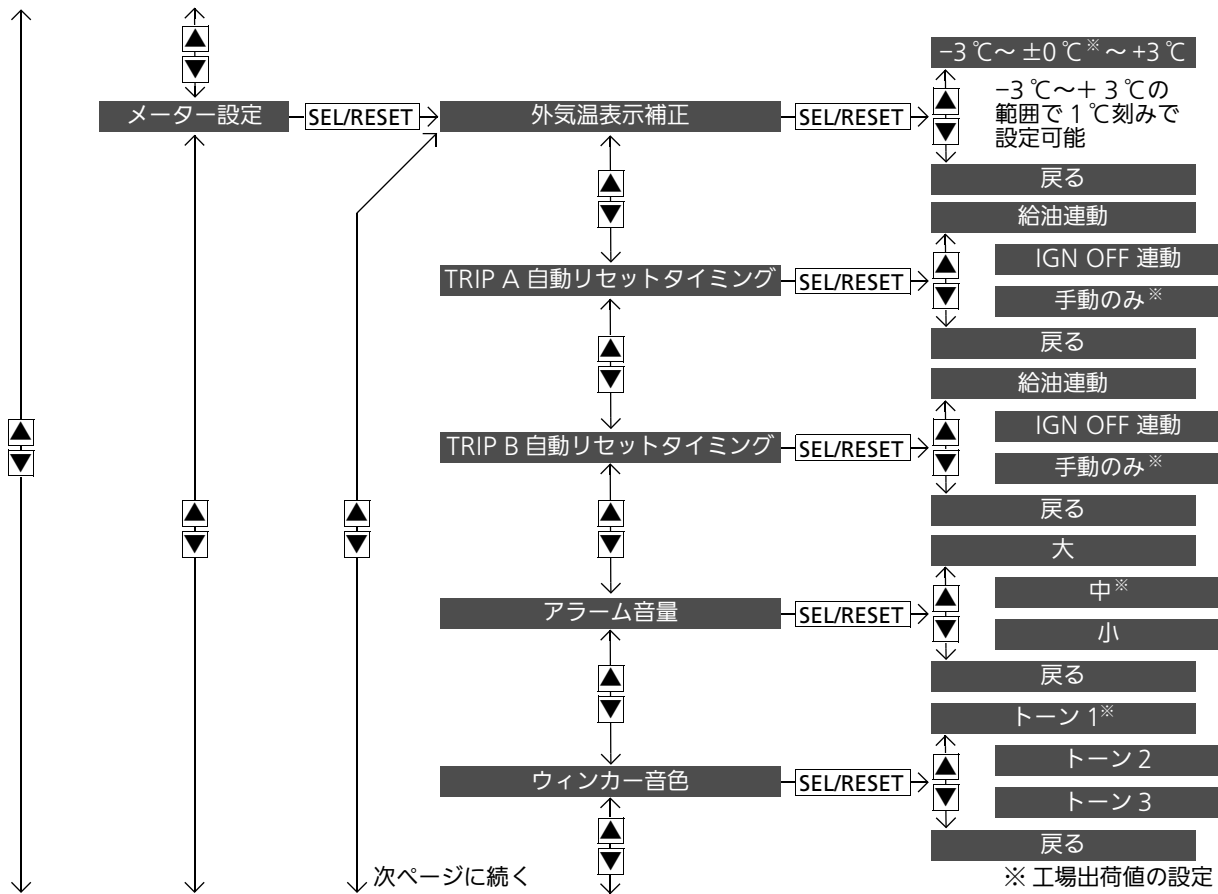 −3 ℃～ ±0 ℃※～ +3 ℃
▲
▼
メーター設定
SEL/RESET
外気温表示補正
SEL/RESET
▲
▼
−3 ℃～＋ 3 ℃の
範囲で 1 ℃刻みで
設定可能
戻る
▲
▼
給油連動
TRIP A 自動リセットタイミング
SEL/RESET
▲
▼
IGN OFF 連動
手動のみ※
戻る
▲
▼
給油連動
▲
▼
TRIP B 自動リセットタイミング
SEL/RESET
▲
▼
IGN OFF 連動
手動のみ※
戻る
▲
▼
▲
▼
▲
▼
大
アラーム音量
SEL/RESET
▲
▼
中※
小
戻る
▲
▼
トーン 1※
ウィンカー音色
SEL/RESET
▲
▼
トーン 2
トーン 3
戻る
▲
▼
次ページに続く
※ 工場出荷値の設定